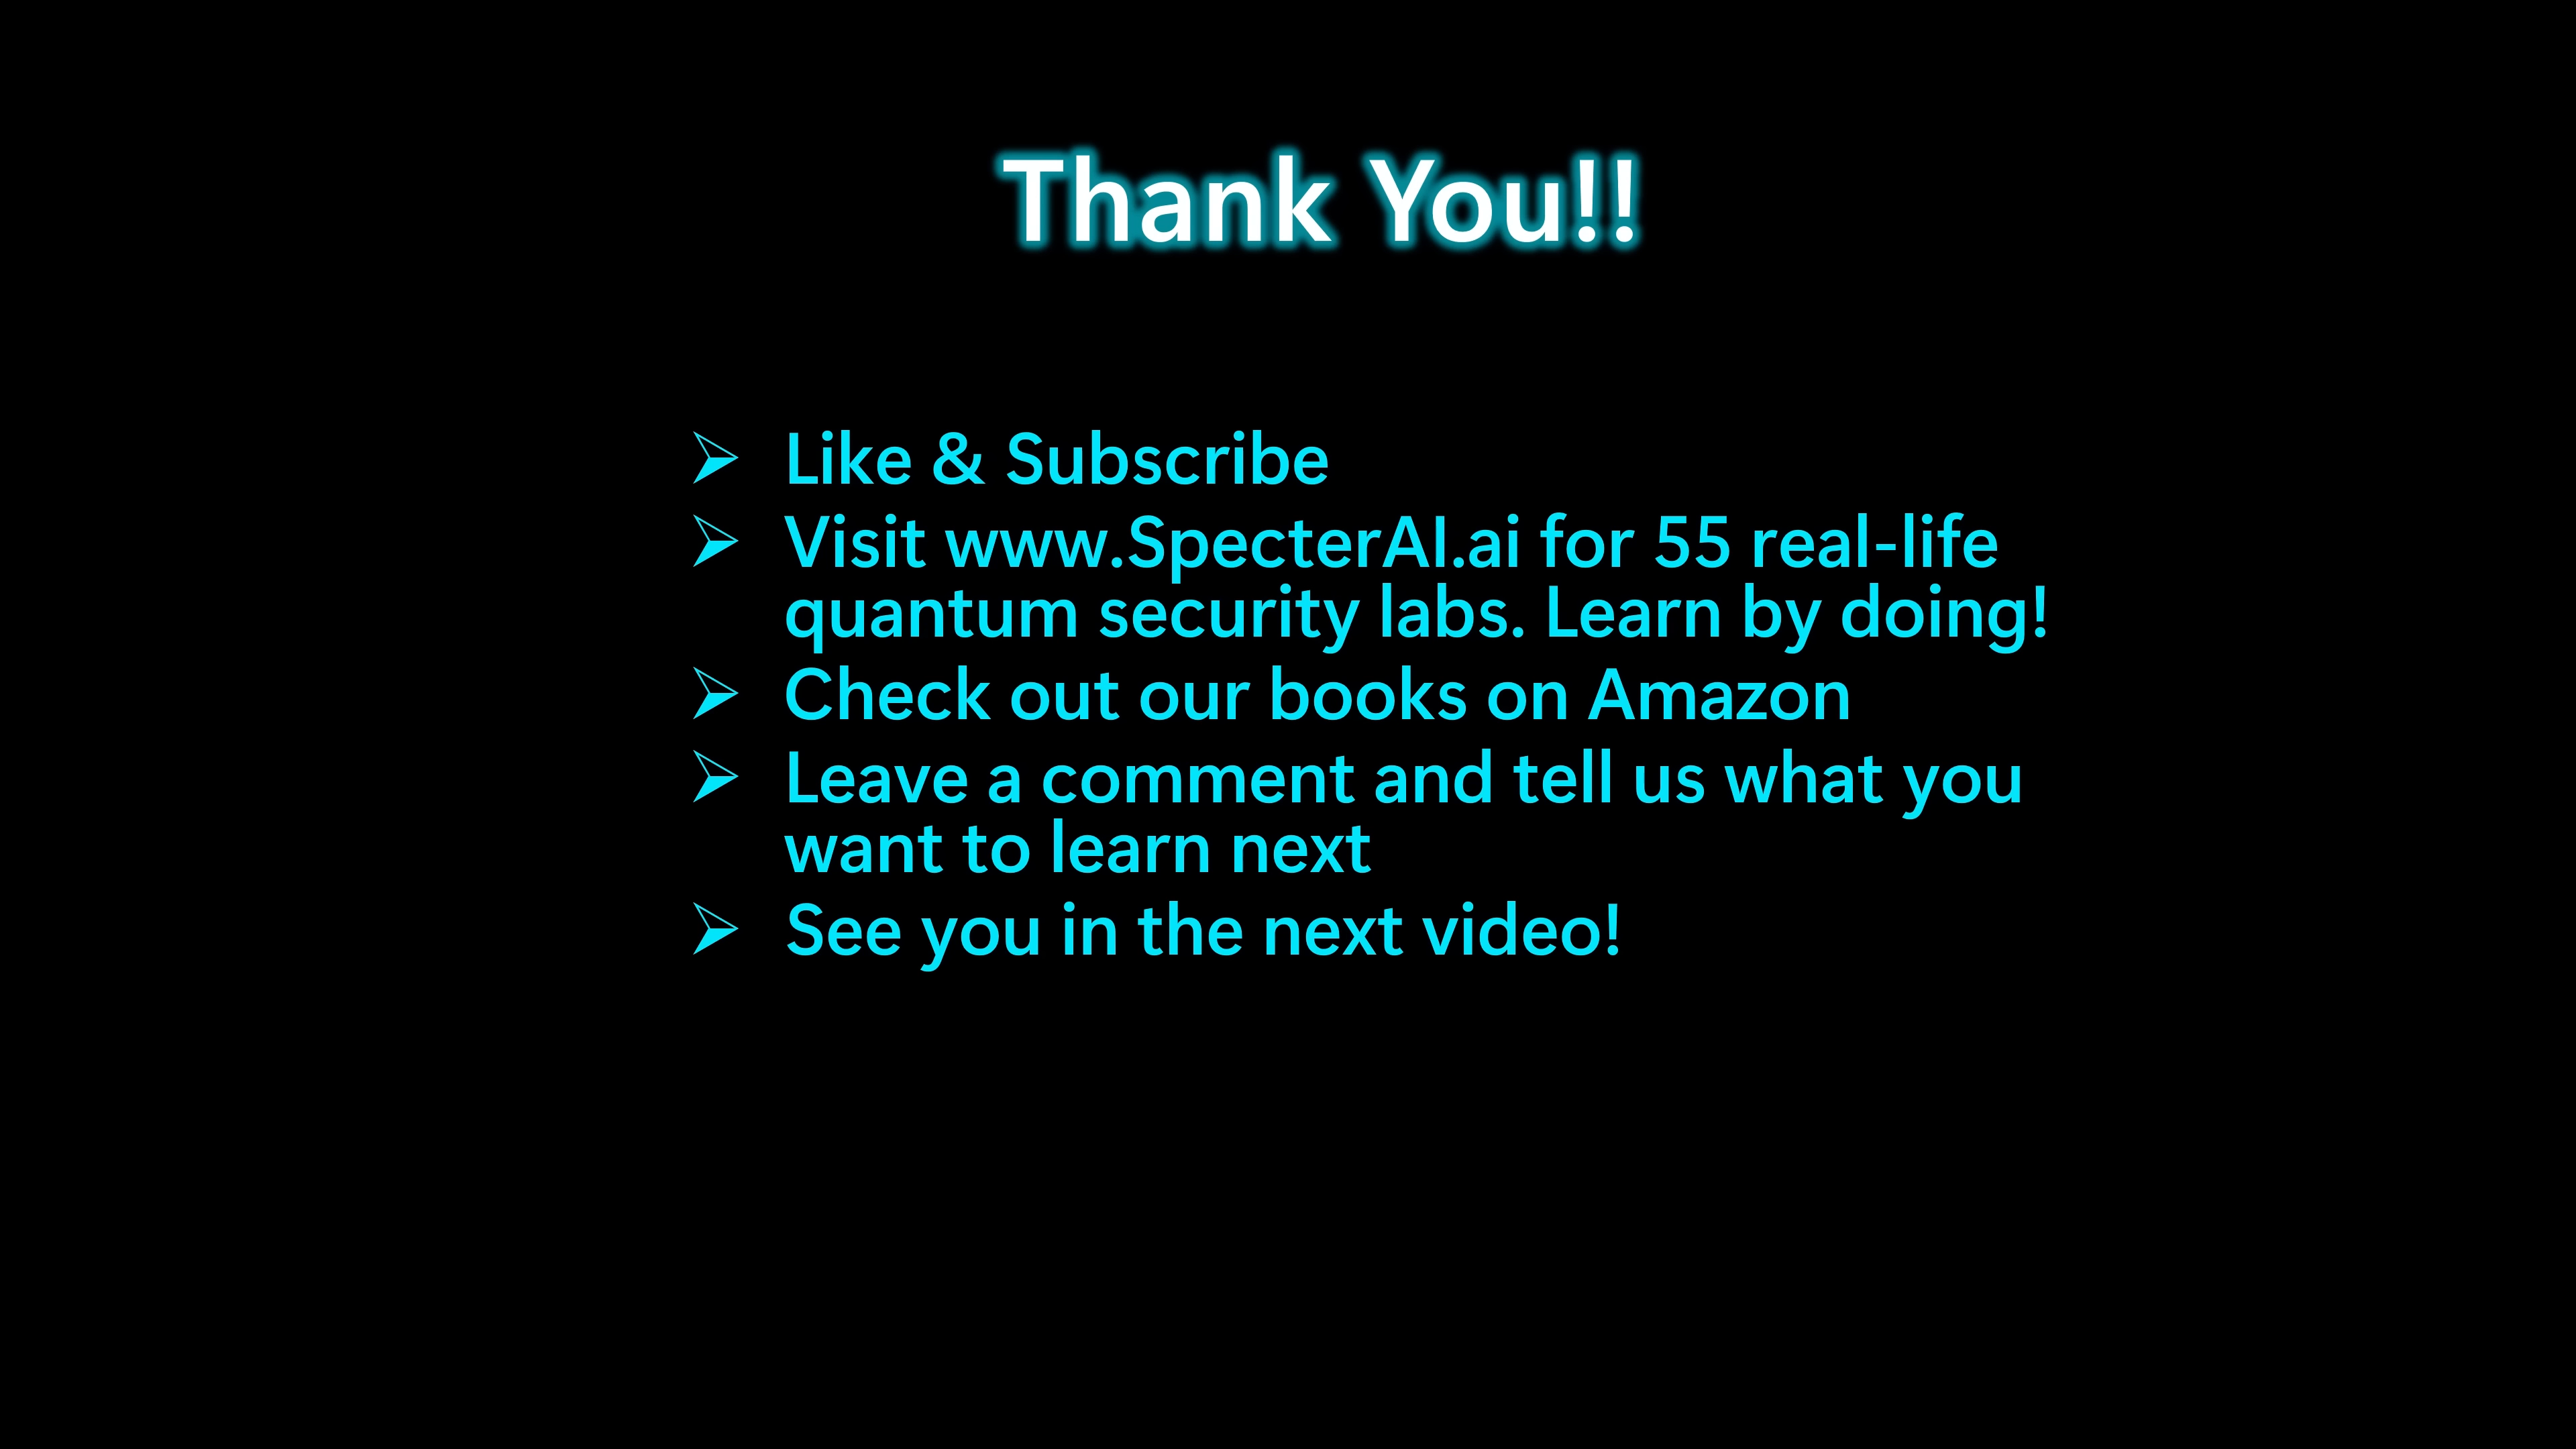 Thank You!!
➢ Like & Subscribe
➢ Visit www.SpecterAI.ai for 55 real-life
quantum security labs. Learn by doing!
➢ Check out our books on Amazon
➢ Leave a comment and tell us what you
want to learn next
➢ See you in the next video!